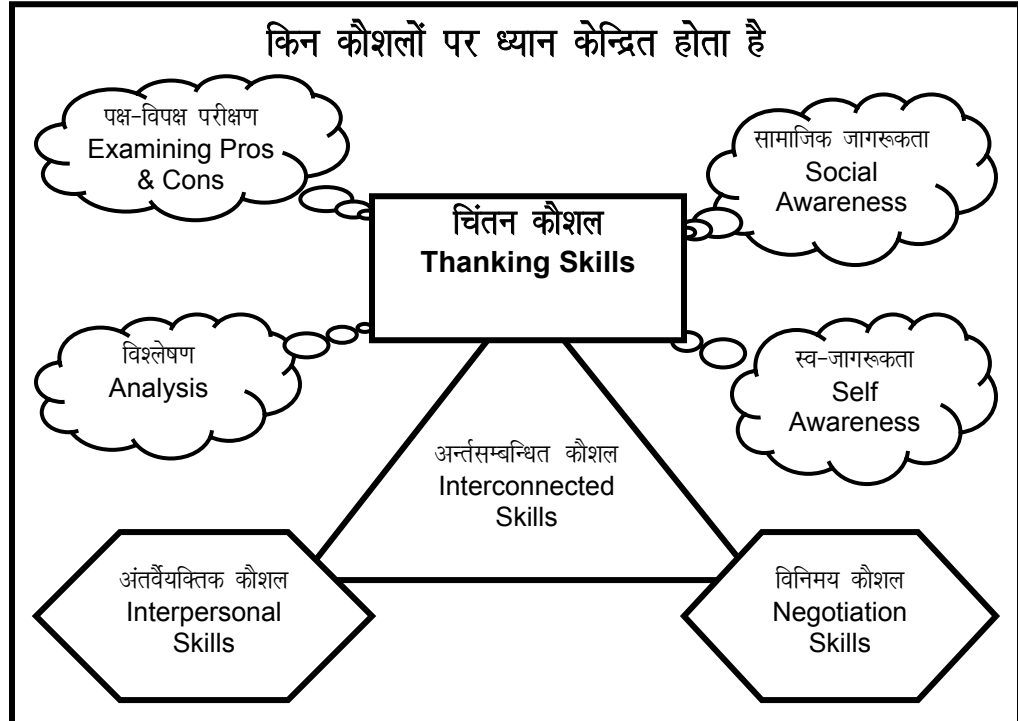 किन कौशलों पर ध्यान केन्द्रित होता है
पक्ष-विपक्ष परीक्षण
Examining Pros
& Cons
सामाजिक जागरूकता
Social
Awareness
चिंतन कौशल
Thanking Skills
विश्लेषण
Analysis
स्व-जागरूकता
Self
Awareness
अर्न्तसम्बन्धित कौशल
Interconnected
Skills
अंतर्वैयक्तिक कौशल
Interpersonal
Skills
विनिमय कौशल
Negotiation
Skills